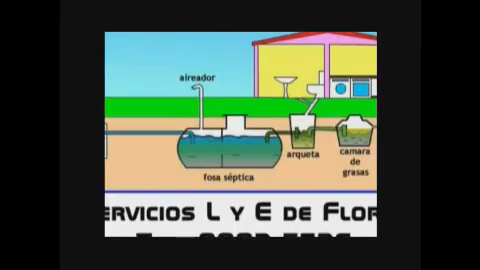 aireador
fosa séptica
arqueta
camara
de
grasas
ERVICIOS L Y E DE FLOR